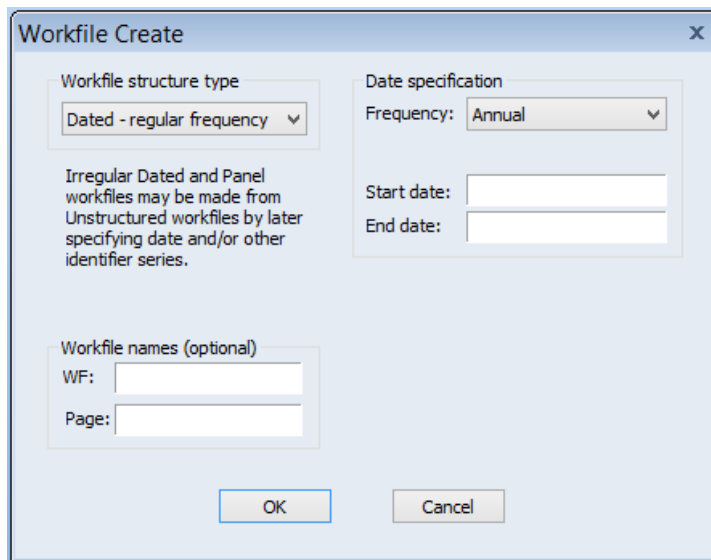 Workfile Create
x
Workfile structure type
Dated - regular frequency
Irregular Dated and Panel
workfiles may be made from
Unstructured workfiles by later
specifying date and/or other
identifier series.
Date specification
Frequency: Annual
Start date:
End date:
Workfile names (optional)
WF:
Page:
OK
Cancel